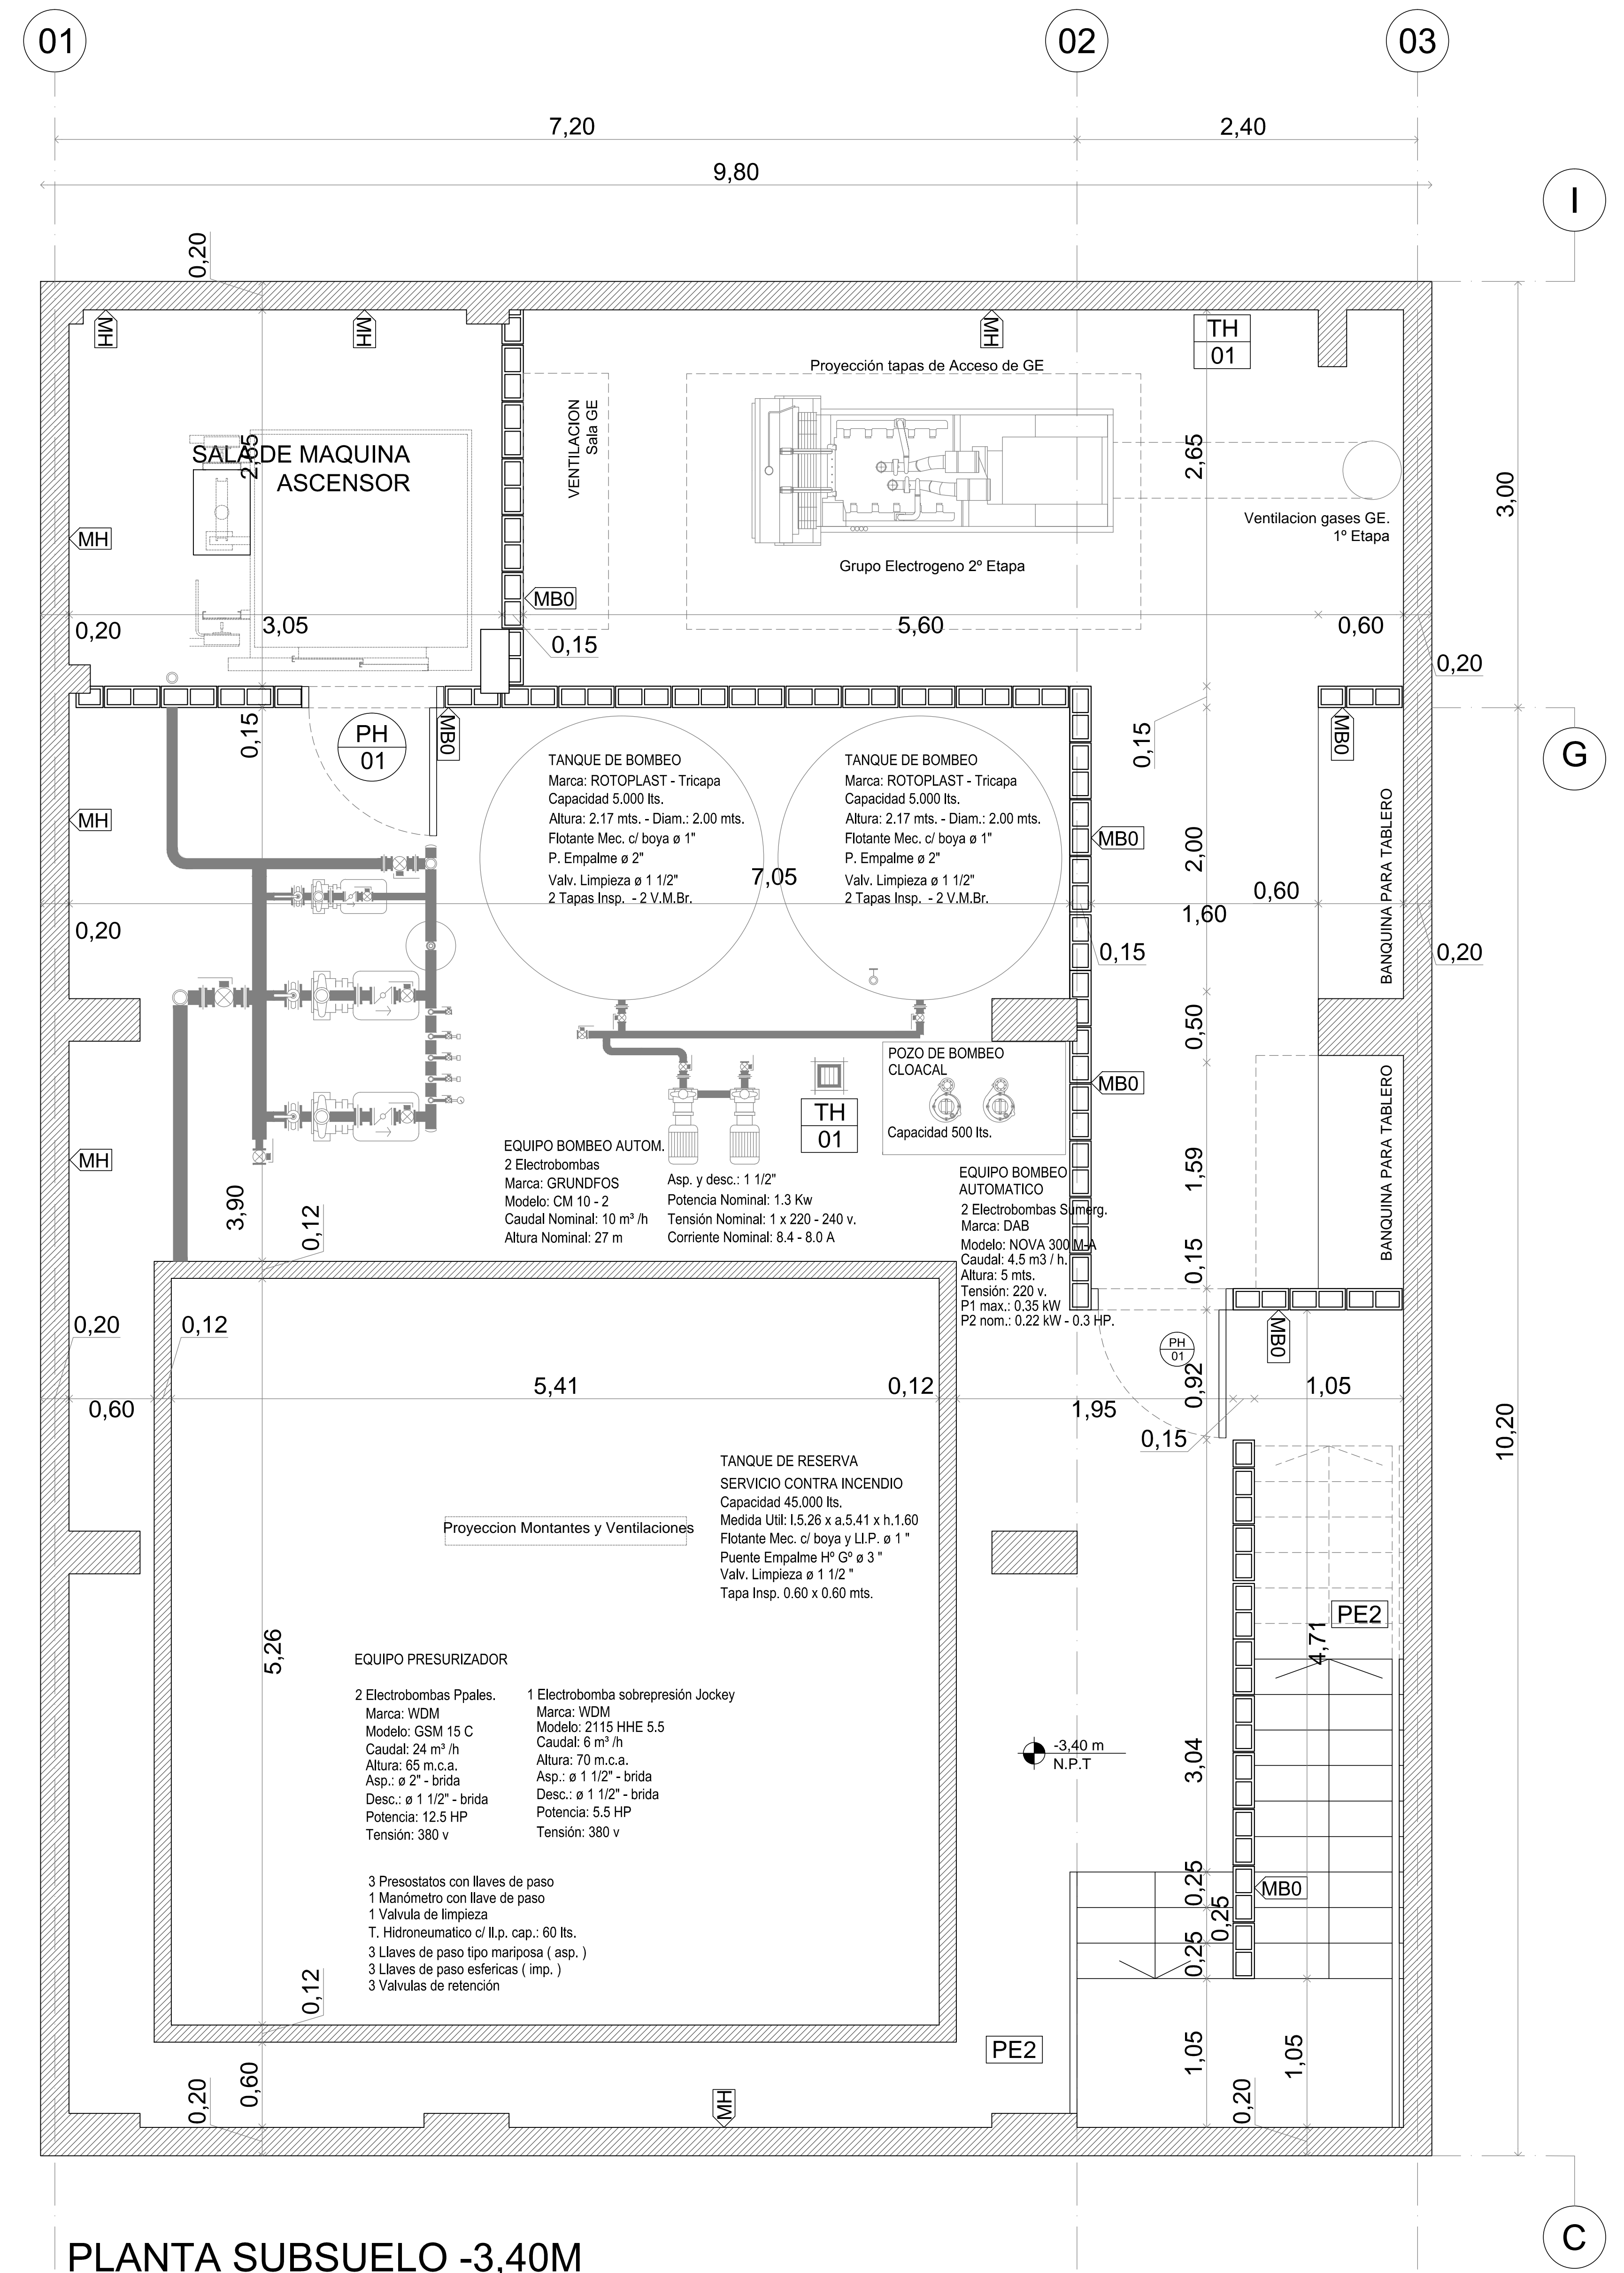 01
02
03
7,20
2,40
9,80
I
0,20
MH
MH
MH
TH
01
Proyección tapas de Acceso de GE
VENTILACION
Sala GE
SALA DE MAQUINA
ASCENSOR
2,65
2,65
3,00
Ventilacion gases GE.
1º Etapa
MH
Grupo Electrogeno 2º Etapa
MB0
0,20
3,05
0,15
5,60
0,60
0,20
0,15
PH
01
MB0
0,15
MB0
G
TANQUE DE BOMBEO
Marca: ROTOPLAST - Tricapa
Capacidad 5.000 lts.
Altura: 2.17 mts. - Diam.: 2.00 mts.
Flotante Mec. c/ boya ø 1"
P. Empalme ø 2"
Valv. Limpieza ø 1 1/2"
2 Tapas Insp. - 2 V.M.Br.
TANQUE DE BOMBEO
Marca: ROTOPLAST - Tricapa
Capacidad 5.000 lts.
Altura: 2.17 mts. - Diam.: 2.00 mts.
Flotante Mec. c/ boya ø 1"
P. Empalme ø 2"
Valv. Limpieza ø 1 1/2"
2 Tapas Insp. - 2 V.M.Br.
MH
MB0
2,00
BANQUINA PARA TABLERO
7,05
0,60
1,60
0,20
0,15
0,20
0,50
POZO DE BOMBEO
CLOACAL
Capacidad 500 lts.
MB0
TH
01
BANQUINA PARA TABLERO
MH
EQUIPO BOMBEO AUTOM.
2 Electrobombas
Marca: GRUNDFOS
Modelo: CM 10 - 2
Caudal Nominal: 10 m³ /h
Altura Nominal: 27 m
Asp. y desc.: 1 1/2"
Potencia Nominal: 1.3 Kw
Tensión Nominal: 1 x 220 - 240 v.
Corriente Nominal: 8.4 - 8.0 A
EQUIPO BOMBEO
AUTOMATICO
2 Electrobombas Sumerg.
Marca: DAB
Modelo: NOVA 300 M-A
Caudal: 4.5 m3 / h.
Altura: 5 mts.
Tensión: 220 v.
P1 max.: 0.35 kW
P2 nom.: 0.22 kW - 0.3 HP.
1,59
3,90
0,12
0,15
0,20
0,12
MB0
PH
01
0,92
5,41
0,12
1,05
0,60
1,95
0,15
10,20
TANQUE DE RESERVA
SERVICIO CONTRA INCENDIO
Capacidad 45.000 lts.
Medida Util: l.5.26 x a.5.41 x h.1.60
Flotante Mec. c/ boya y Ll.P. ø 1 "
Puente Empalme Hº Gº ø 3 "
Valv. Limpieza ø 1 1/2 "
Tapa Insp. 0.60 x 0.60 mts.
Proyeccion Montantes y Ventilaciones
PE2
4,71
5,26
EQUIPO PRESURIZADOR
2 Electrobombas Ppales.
Marca: WDM
Modelo: GSM 15 C
Caudal: 24 m³ /h
Altura: 65 m.c.a.
Asp.: ø 2" - brida
Desc.: ø 1 1/2" - brida
Potencia: 12.5 HP
Tensión: 380 v
1 Electrobomba sobrepresión Jockey
Marca: WDM
Modelo: 2115 HHE 5.5
Caudal: 6 m³ /h
Altura: 70 m.c.a.
Asp.: ø 1 1/2" - brida
Desc.: ø 1 1/2" - brida
Potencia: 5.5 HP
Tensión: 380 v
-3,40 m
N.P.T
3,04
3 Presostatos con llaves de paso
1 Manómetro con llave de paso
1 Valvula de limpieza
T. Hidroneumatico c/ ll.p. cap.: 60 lts.
3 Llaves de paso tipo mariposa ( asp. )
3 Llaves de paso esfericas ( imp. )
3 Valvulas de retención
0,25
MB0
0,25
0,25
0,12
PE2
1,05
1,05
0,20
0,60
MH
0,20
C
PLANTA SUBSUELO -3,40M